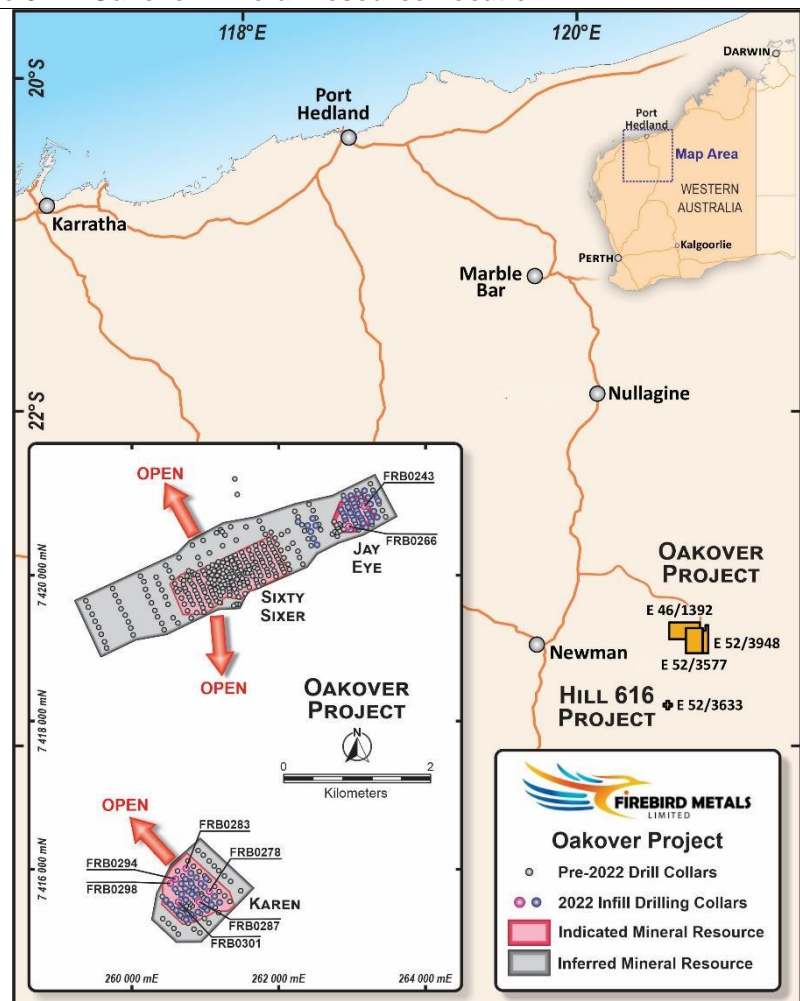 118°E
120°E
20°S
22°S
DARWIN
Port
Hedland
Map Area
WESTERN
AUSTRALIA
Kalgoorlie
PERTH
Port
Hedland
Karratha
Marble
Bar
Nullagine
Newman
OAKOVER
PROJECT
E 46/1392
E 52/3948
E 52/3577
HILL 616
PROJECT
E 52/3633
OPEN
FRB0243
FRB0266
JAY
EYE
SIXTY
SIXER
OPEN
OAKOVER
PROJECT
N
0 2
Kilometers
OPEN
FRB0283
FRB0294
FRB0278
FRB0298
KAREN
FRB0287
FRB0301
7 420 000 mN
7 418 000 mN
7 416 000 mN
260 000 mE
262 000 mE
264 000 mE
FIREBIRD METALS
LIMITED
Oakover Project
Pre-2022 Drill Collars
2022 Infill Drilling Collars
Indicated Mineral Resource
Inferred Mineral Resource